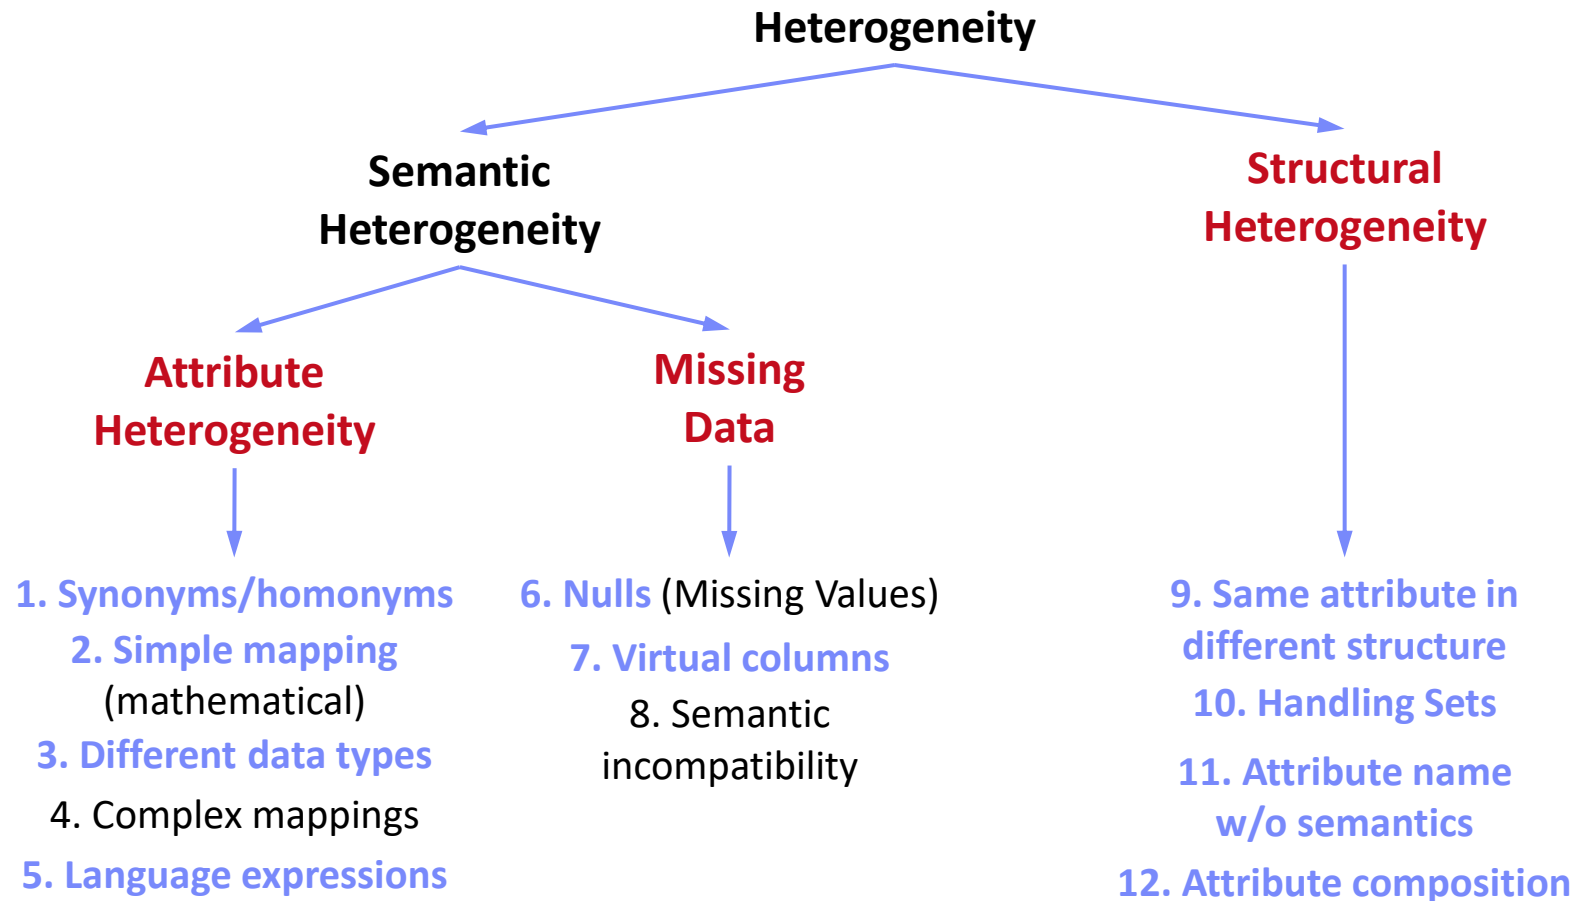 Heterogeneity
Semantic
Heterogeneity
Structural
Heterogeneity
Attribute
Heterogeneity
Missing
Data
1. Synonyms/homonyms
2. Simple mapping
(mathematical)
3. Different data types
4. Complex mappings
5. Language expressions
6. Nulls (Missing Values)
7. Virtual columns
8. Semantic
incompatibility
9. Same attribute in
different structure
10. Handling Sets
11. Attribute name
w/o semantics
12. Attribute composition